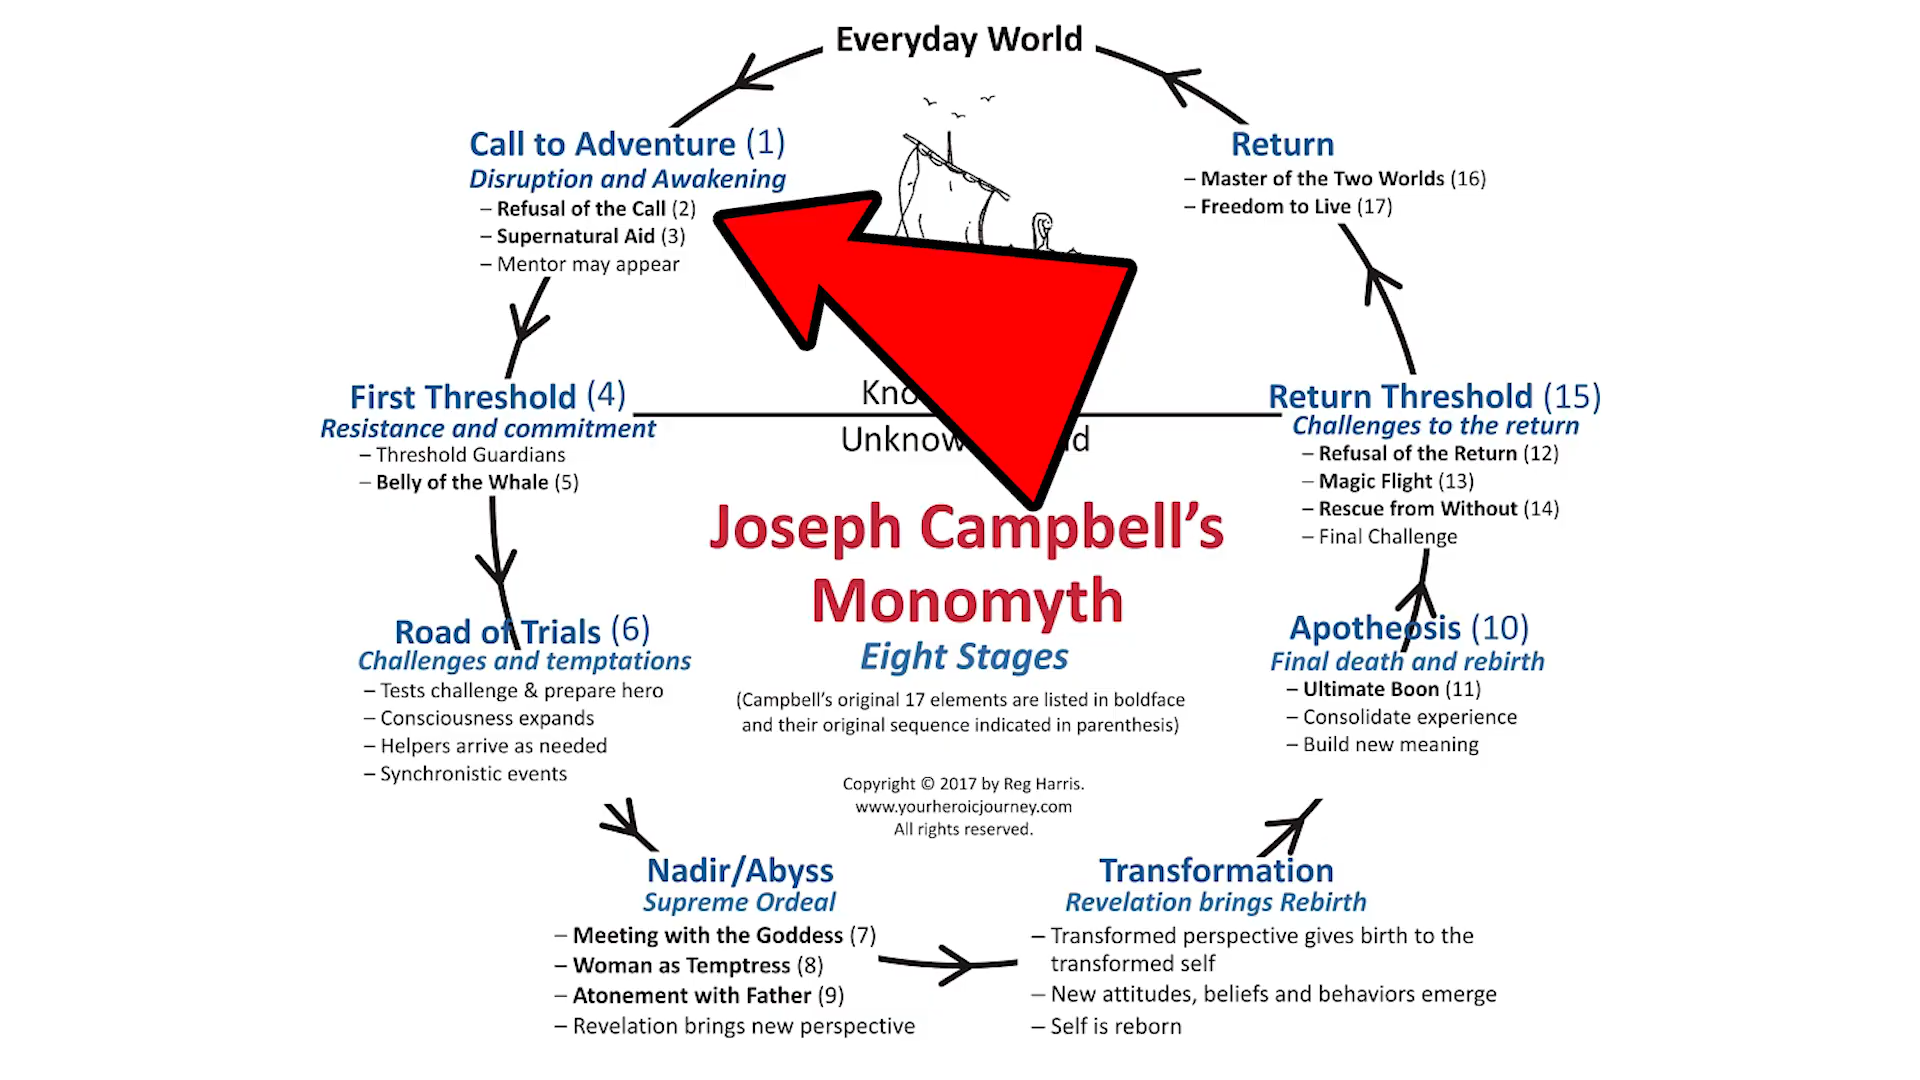 Everyday World
Call to Adventure (1)
Disruption and Awakening
– Refusal of the Call (2)
– Supernatural Aid (3)
– Mentor may appear
Return
– Master of the Two Worlds (16)
– Freedom to Live (17)
First Threshold (4)
Resistance and commitment
– Threshold Guardians
– Belly of the Whale (5)
Return Threshold (15)
Challenges to the return
– Refusal of the Return (12)
– Magic Flight (13)
– Rescue from Without (14)
– Final Challenge
Joseph Campbell’s
Monomyth
Eight Stages
(Campbell’s original 17 elements are listed in boldface
and their original sequence indicated in parenthesis)
Copyright © 2017 by Reg Harris.
www.yourheroicjourney.com
All rights reserved.
Road of Trials (6)
Challenges and temptations
– Tests challenge & prepare hero
– Consciousness expands
– Helpers arrive as needed
– Synchronistic events
Apotheosis (10)
Final death and rebirth
– Ultimate Boon (11)
– Consolidate experience
– Build new meaning
Nadir/Abyss
Supreme Ordeal
– Meeting with the Goddess (7)
– Woman as Temptress (8)
– Atonement with Father (9)
– Revelation brings new perspective
Transformation
Revelation brings Rebirth
– Transformed perspective gives birth to the
transformed self
– New attitudes, beliefs and behaviors emerge
– Self is reborn